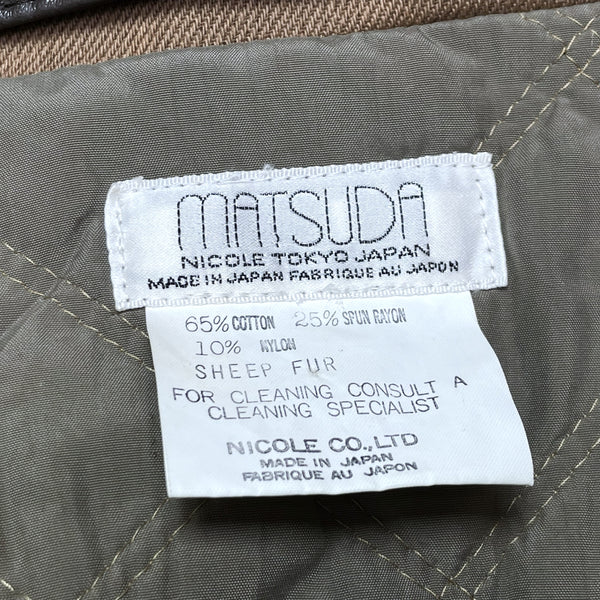 MATSUDA
NICOLE TOKYO JAPAN
MADE IN JAPAN FABRIQUE AU JAPON
65% COTTON 25% SPUN RAYON
10% NYLON
SHEEP FUR
FOR CLEANING CONSULT A
CLEANING SPECIALIST
NICOLE CO.,LTD
MADE IN JAPAN
FABRIQUE AU JAPON